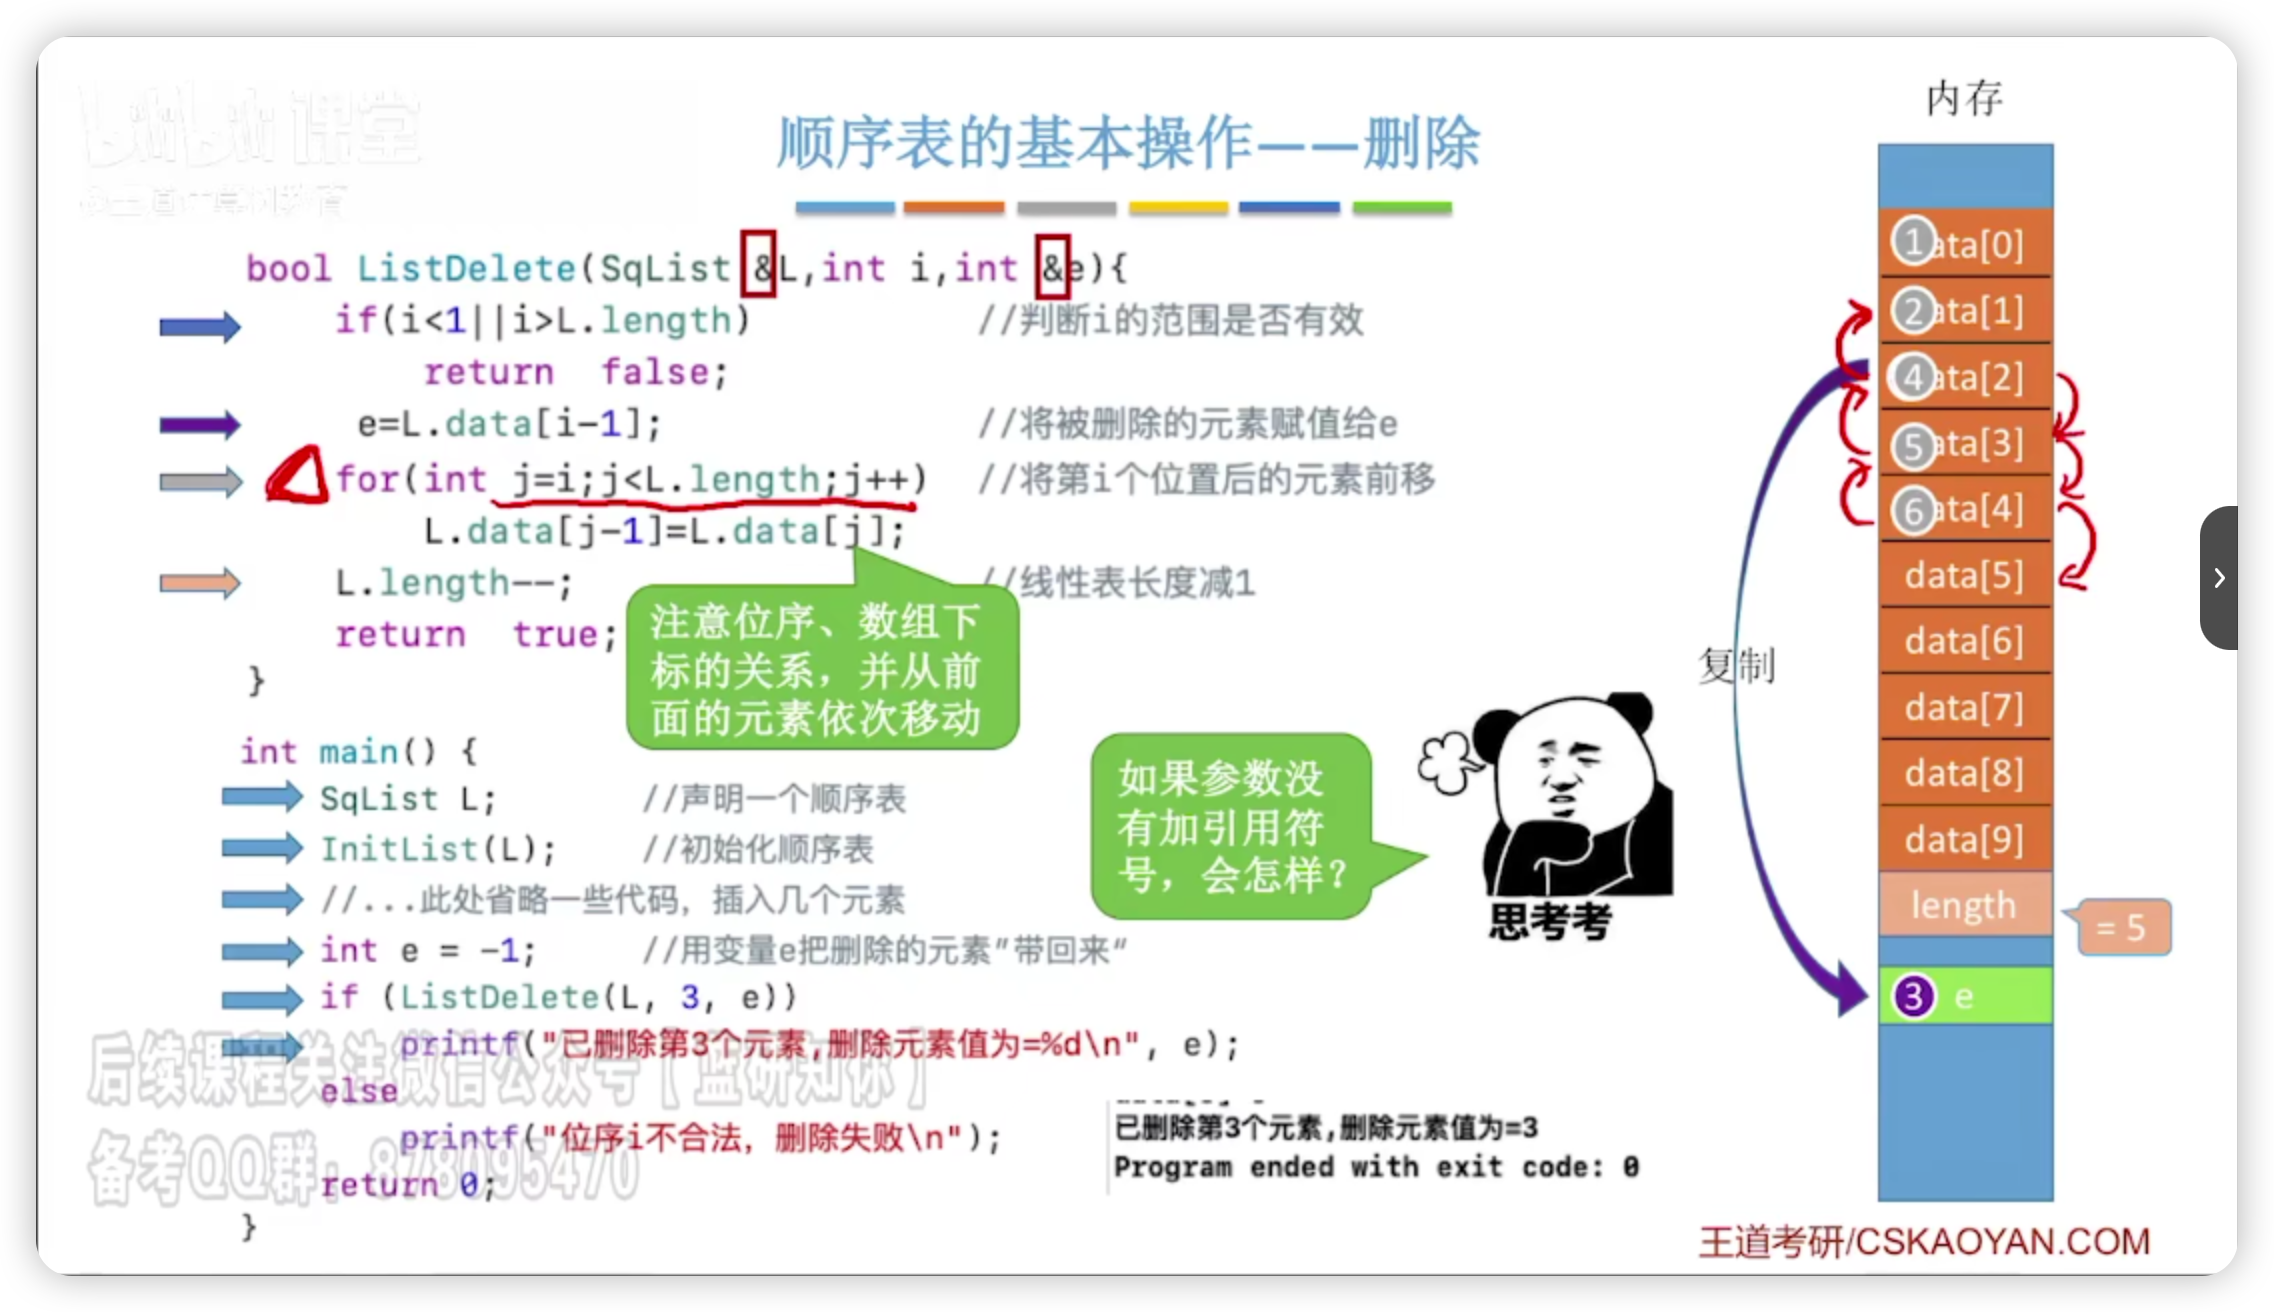 课堂
顺序表的基本操作——删除
bool ListDelete(SqList &L,int i,int &e){
if(i<1||i>L.length) //判断i的范围是否有效
return false;
e=L.data[i-1]; //将被删除的元素赋值给e
for(int j=i;j<L.length;j++) //将第i个位置后的元素前移
L.data[j-1]=L.data[j];
L.length--; //线性表长度减1
return true;
}
注意位序、数组下
标的关系，并从前
面的元素依次移动
int main() {
SqList L; //声明一个顺序表
InitList(L); //初始化顺序表
//...此处省略一些代码，插入几个元素
int e = -1; //用变量e把删除的元素"带回来"
if (ListDelete(L, 3, e))
printf("已删除第3个元素,删除元素值为=%d\n", e);
else
printf("位序i不合法，删除失败\n");
return 0;
}
后续课程关注微信公众号【蓝研知你】
备考QQ群：878095470
如果参数没
有加引用符
号，会怎样？
思考考
已删除第3个元素,删除元素值为=3
Program ended with exit code: 0
内存
1 ata[0]
2 ata[1]
4 ata[2]
5 ata[3]
6 ata[4]
data[5]
data[6]
data[7]
data[8]
data[9]
length
= 5
3 e
复制
王道考研/CSKAOYAN.COM